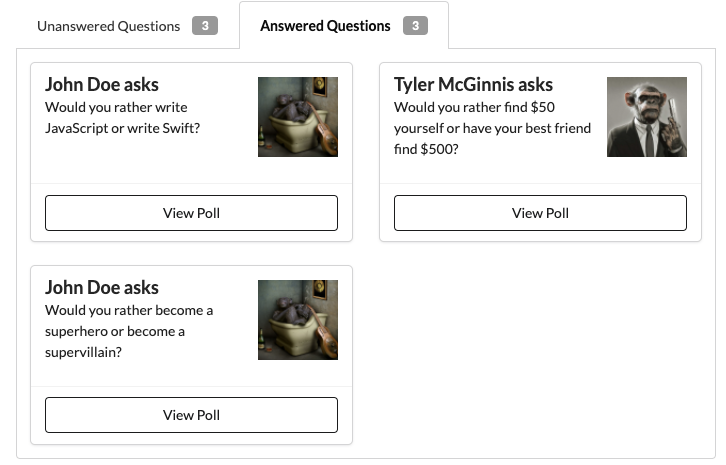 Unanswered Questions 3
Answered Questions 3
John Doe asks
Would you rather write
JavaScript or write Swift?
View Poll
Tyler McGinnis asks
Would you rather find $50
yourself or have your best friend
find $500?
View Poll
John Doe asks
Would you rather become a
superhero or become a
supervillain?
View Poll